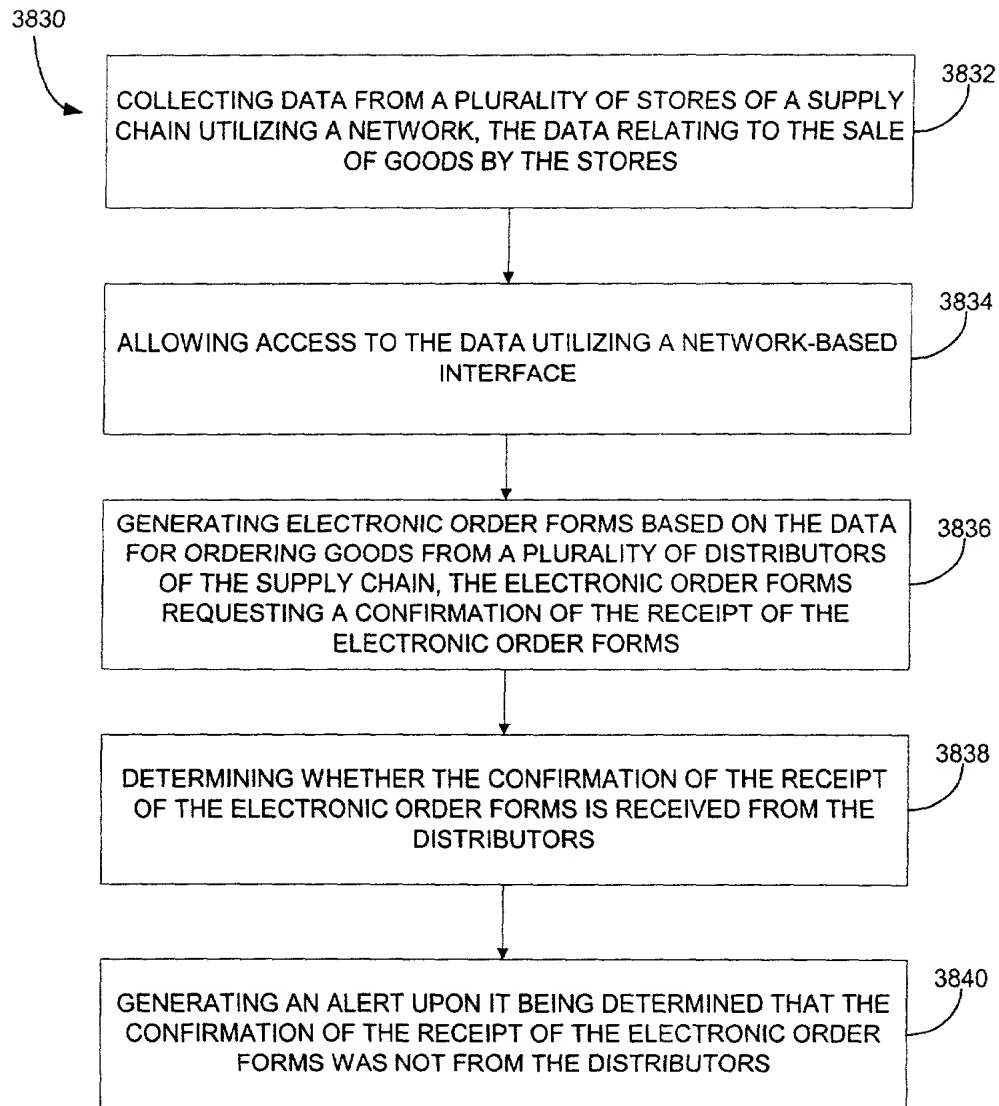 3830
3832
COLLECTING DATA FROM A PLURALITY OF STORES OF A SUPPLY
CHAIN UTILIZING A NETWORK, THE DATA RELATING TO THE SALE
OF GOODS BY THE STORES
3834
ALLOWING ACCESS TO THE DATA UTILIZING A NETWORK-BASED
INTERFACE
3836
GENERATING ELECTRONIC ORDER FORMS BASED ON THE DATA
FOR ORDERING GOODS FROM A PLURALITY OF DISTRIBUTORS
OF THE SUPPLY CHAIN, THE ELECTRONIC ORDER FORMS
REQUESTING A CONFIRMATION OF THE RECEIPT OF THE
ELECTRONIC ORDER FORMS
3838
DETERMINING WHETHER THE CONFIRMATION OF THE RECEIPT
OF THE ELECTRONIC ORDER FORMS IS RECEIVED FROM THE
DISTRIBUTORS
3840
GENERATING AN ALERT UPON IT BEING DETERMINED THAT THE
CONFIRMATION OF THE RECEIPT OF THE ELECTRONIC ORDER
FORMS WAS NOT FROM THE DISTRIBUTORS